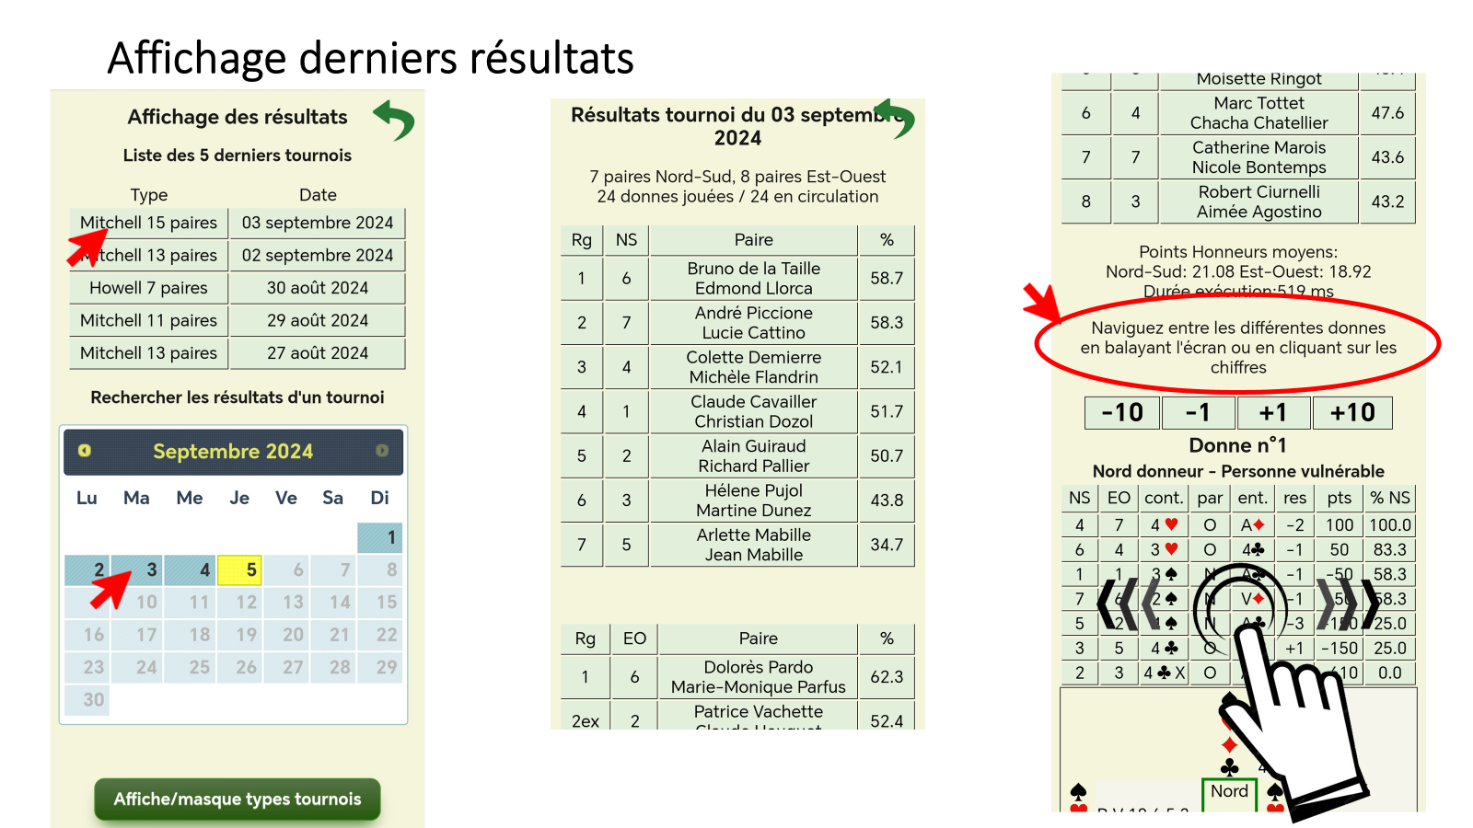 Affichage derniers résultats
Affichage des résultats
Liste des 5 derniers tournois
Type Date
Mitchell 15 paires 03 septembre 2024
Mitchell 13 paires 02 septembre 2024
Howell 7 paires 30 août 2024
Mitchell 11 paires 29 août 2024
Mitchell 13 paires 27 août 2024
Rechercher les résultats d'un tournoi
Septembre 2024
Lu Ma Me Je Ve Sa Di
1
2 3 4 5 6 7 8
10 11 12 13 14 15
16 17 18 19 20 21 22
23 24 25 26 27 28 29
30
Affiche/masque types tournois
Résultats tournoi du 03 septembre
2024
7 paires Nord-Sud, 8 paires Est-Ouest
24 donnes jouées / 24 en circulation
Rg NS Paire %
1 6 Bruno de la Taille 58.7
Edmond Llorca
2 7 André Piccione 58.3
Lucie Cattino
3 4 Colette Demierre 52.1
Michèle Flandrin
4 1 Claude Cavailler 51.7
Christian Dozol
5 2 Alain Guiraud 50.7
Richard Pallier
6 3 Hélene Pujol 43.8
Martine Dunez
7 5 Arlette Mabille 34.7
Jean Mabille
Rg EO Paire %
1 6 Dolorès Pardo 62.3
Marie-Monique Parfus
2ex 2 Patrice Vachette 52.4
Moisette Ringot
6 4 Marc Tottet 47.6
Chacha Chatellier
7 7 Catherine Marois 43.6
Nicole Bontemps
8 3 Robert Ciurnelli 43.2
Aimée Agostino
Points Honneurs moyens:
Nord-Sud: 21.08 Est-Ouest: 18.92
Durée exécution:519 ms
Naviguez entre les différentes donnes
en balayant l'écran ou en cliquant sur les
chiffres
-10 -1 +1 +10
Donne n°1
Nord donneur - Personne vulnérable
NS EO cont. par ent. res pts % NS
4 7 4♥ O A♦ -2 100 100.0
6 4 3♥ O 4♣ -1 50 83.3
1 1 3♠ N A♣ -1 -50 58.3
7 6 2♠ N V♦ -1 -50 58.3
5 2 ♠ N A♣ -3 -150 25.0
3 5 4♣ O +1 -150 25.0
2 3 4♣X O 0.0
Nord